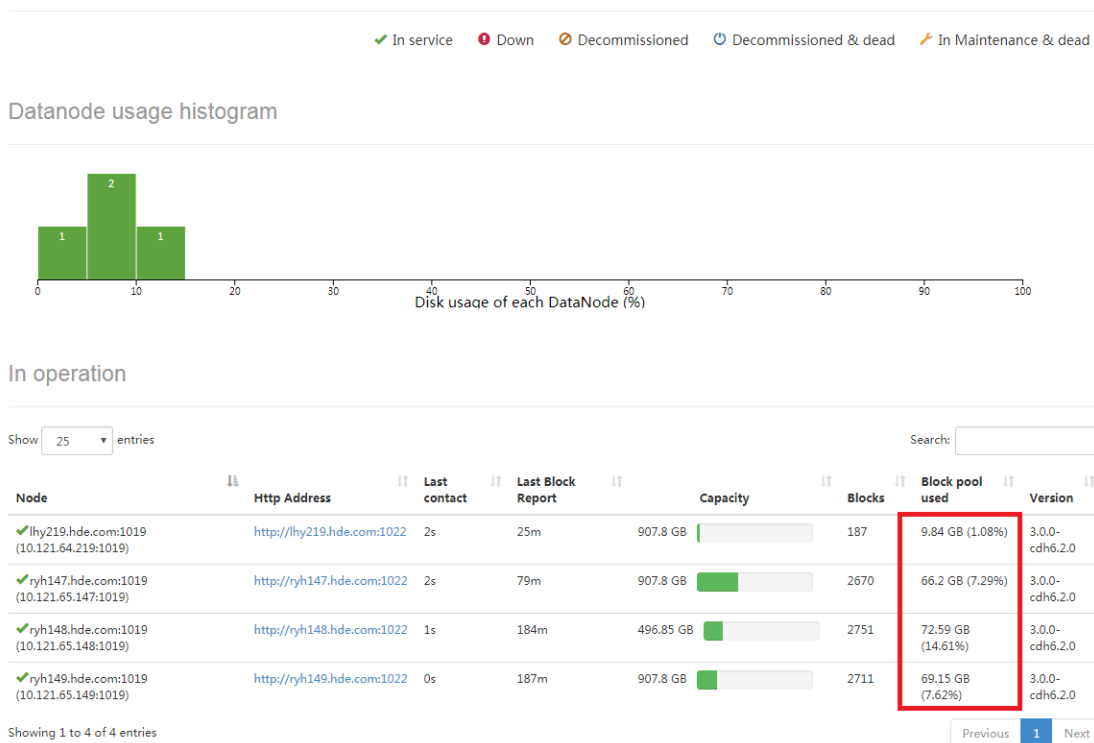 In service Down Decommissioned Decommissioned & dead In Maintenance & dead
Datanode usage histogram
2
1 1
0 10 20 30 40 50 60 70 80 90 100
Disk usage of each DataNode (%)
In operation
Show 25 entries Search:
Node Http Address Last contact Last Block Report Capacity Blocks Block pool used Version
lhy219.hde.com:1019 http://lhy219.hde.com:1022 2s 25m 907.8 GB 187 9.84 GB (1.08%) 3.0.0-
(10.121.64.219:1019) cdh6.2.0
ryh147.hde.com:1019 http://ryh147.hde.com:1022 2s 79m 907.8 GB 2670 66.2 GB (7.29%) 3.0.0-
(10.121.65.147:1019) cdh6.2.0
ryh148.hde.com:1019 http://ryh148.hde.com:1022 1s 184m 496.85 GB 2751 72.59 GB 3.0.0-
(10.121.65.148:1019) (14.61%) cdh6.2.0
ryh149.hde.com:1019 http://ryh149.hde.com:1022 0s 187m 907.8 GB 2711 69.15 GB 3.0.0-
(10.121.65.149:1019) (7.62%) cdh6.2.0
Showing 1 to 4 of 4 entries Previous 1 Next